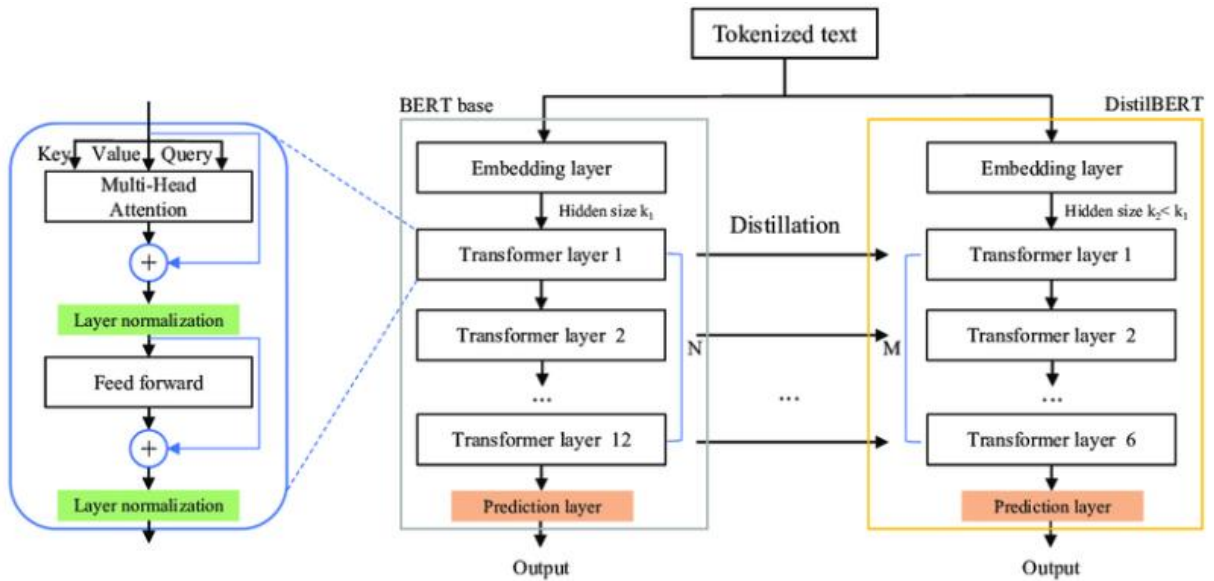 Tokenized text
BERT base
DistilBERT
Key Value Query
Multi-Head
Attention
+
Layer normalization
Feed forward
+
Layer normalization
Embedding layer
Hidden size k₁
Transformer layer 1
Transformer layer 2
...
Transformer layer 12
Prediction layer
Output
N
Distillation
...
M
Embedding layer
Hidden size k₂< k₁
Transformer layer 1
Transformer layer 2
...
Transformer layer 6
Prediction layer
Output